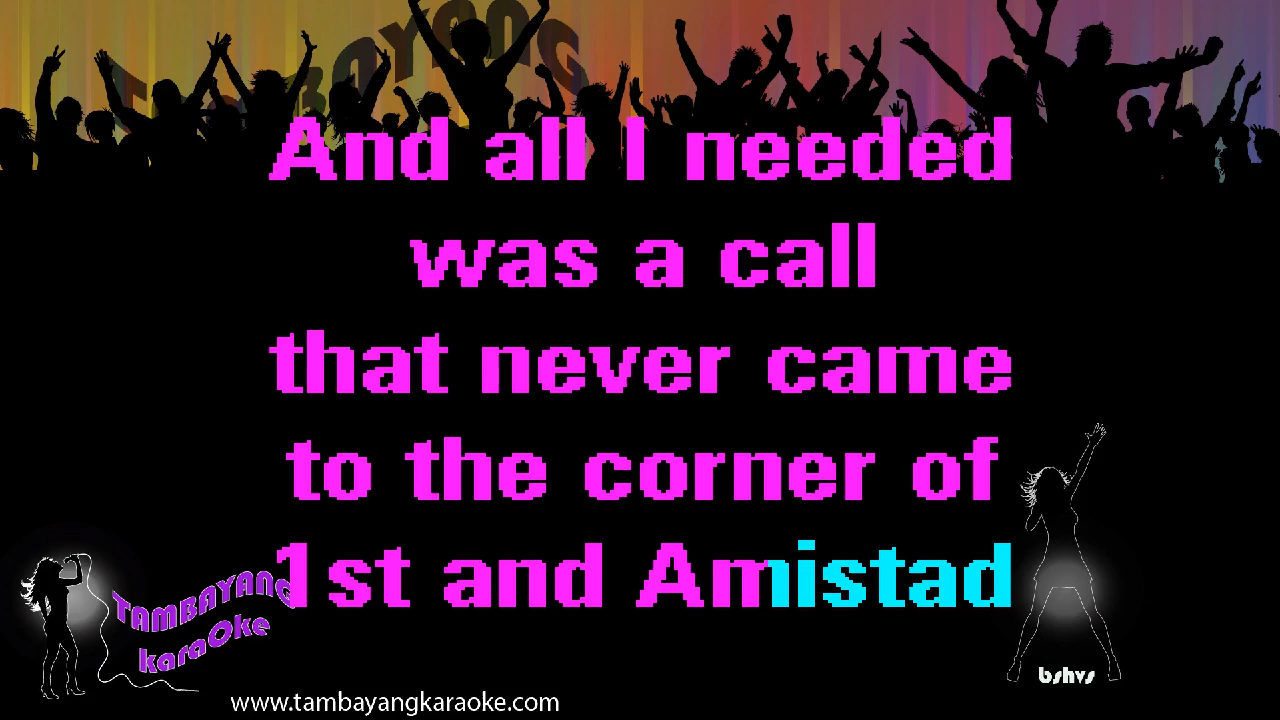 TAMBAYANG
And all I needed
was a call
that never came
to the corner of
1st and Amistad
TAMBAYANG
karaOke
bshvs
www.tambayangkaraoke.com